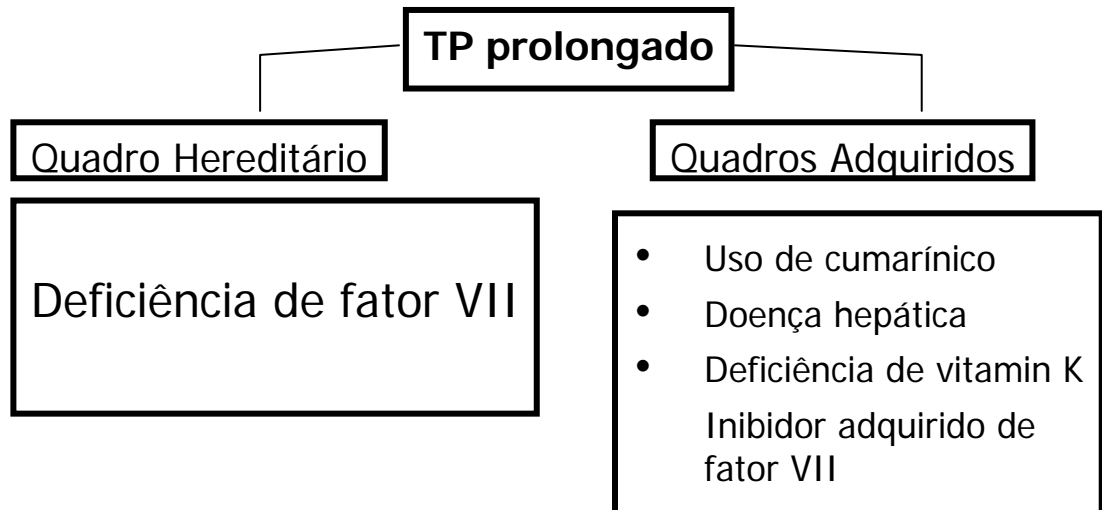 TP prolongado
Quadro Hereditário
Quadros Adquiridos
Deficiência de fator VII
• Uso de cumarínico
• Doença hepática
• Deficiência de vitamin K
Inibidor adquirido de
fator VII